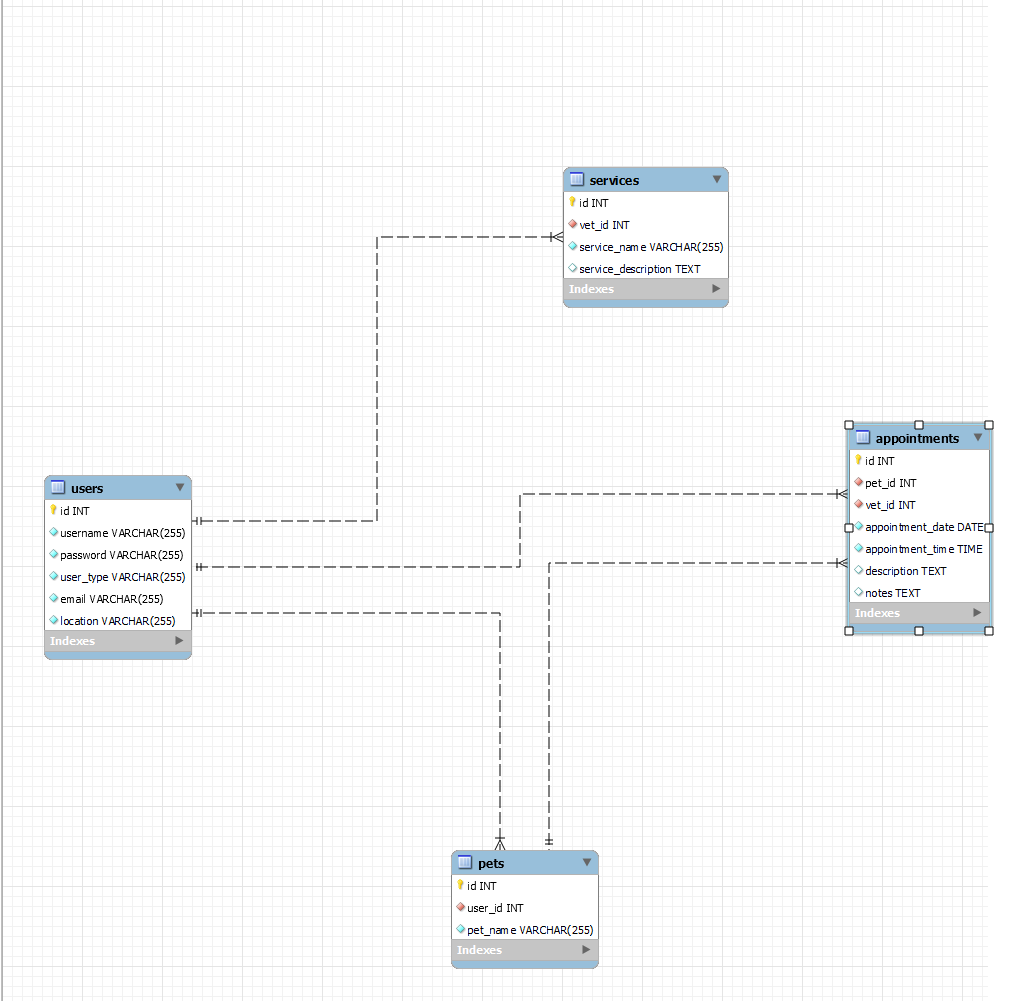 services
id INT
vet_id INT
service_name VARCHAR(255)
service_description TEXT
Indexes
appointments
id INT
pet_id INT
vet_id INT
appointment_date DATE
appointment_time TIME
description TEXT
notes TEXT
Indexes
users
id INT
username VARCHAR(255)
password VARCHAR(255)
user_type VARCHAR(255)
email VARCHAR(255)
location VARCHAR(255)
Indexes
pets
id INT
user_id INT
pet_name VARCHAR(255)
Indexes